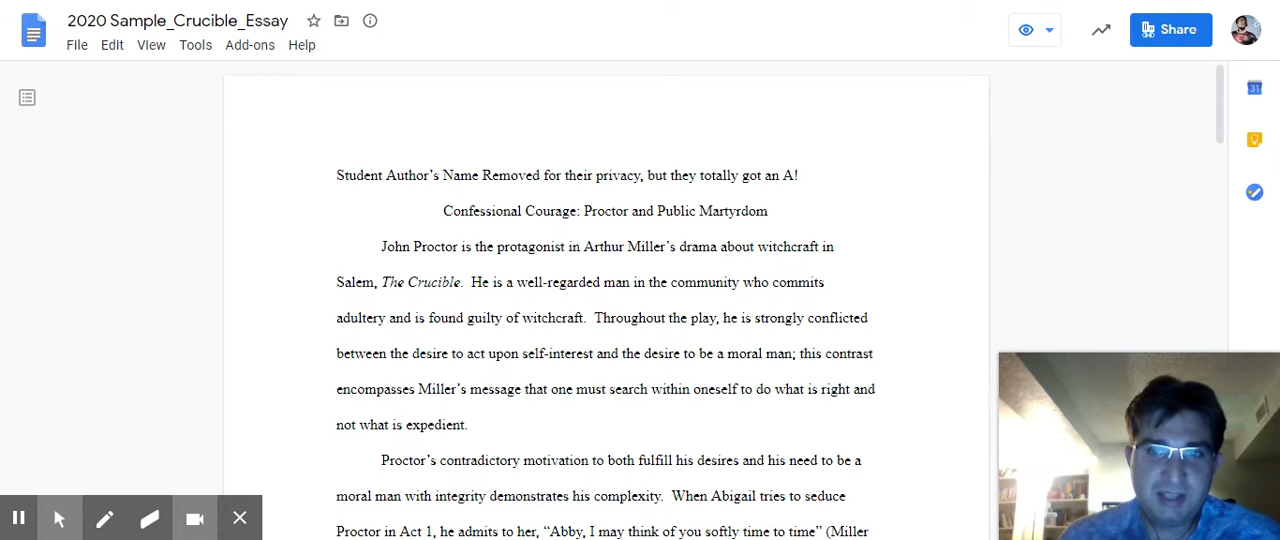 2020 Sample_Crucible_Essay
File Edit View Tools Add-ons Help
Share
31
Student Author’s Name Removed for their privacy, but they totally got an A!
Confessional Courage: Proctor and Public Martyrdom
John Proctor is the protagonist in Arthur Miller’s drama about witchcraft in
Salem, The Crucible.  He is a well-regarded man in the community who commits
adultery and is found guilty of witchcraft.  Throughout the play, he is strongly conflicted
between the desire to act upon self-interest and the desire to be a moral man; this contrast
encompasses Miller’s message that one must search within oneself to do what is right and
not what is expedient.
Proctor’s contradictory motivation to both fulfill his desires and his need to be a
moral man with integrity demonstrates his complexity.  When Abigail tries to seduce
Proctor in Act 1, he admits to her, “Abby, I may think of you softly time to time” (Miller